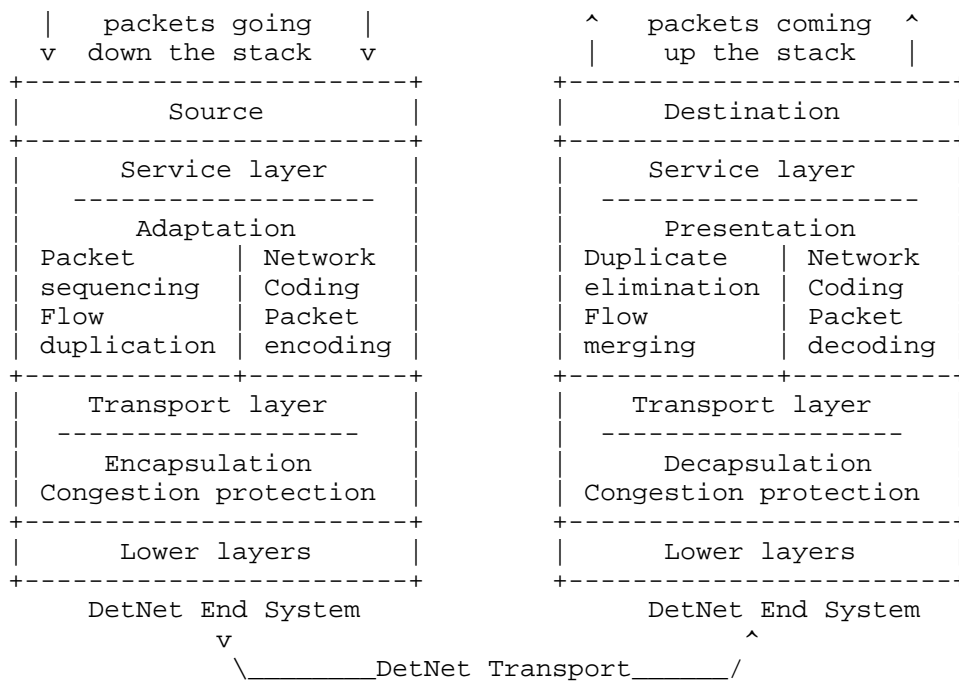 |   packets going   |               ^   packets coming   ^
v  down the stack   v               |    up the stack    |
+-------------------------+         +-------------------------
|         Source          |         |      Destination
+-------------------------+         +-------------------------
|      Service layer      |         |     Service layer
|   -------------------   |         |  --------------------
|       Adaptation        |         |      Presentation
| Packet       | Network  |         | Duplicate   | Network
| sequencing   | Coding   |         | elimination | Coding
| Flow         | Packet   |         | Flow        | Packet
| duplication  | encoding |         | merging     | decoding
+--------------+----------+         +-------------+-----------
|    Transport layer      |         |    Transport layer
|  -------------------    |         |  -------------------
|     Encapsulation       |         |      Decapsulation
| Congestion protection   |         | Congestion protection
+-------------------------+         +-------------------------
|      Lower layers       |         |      Lower layers
+-------------------------+         +-------------------------
DetNet End System                   DetNet End System
v                                ^
\_________DetNet Transport______/